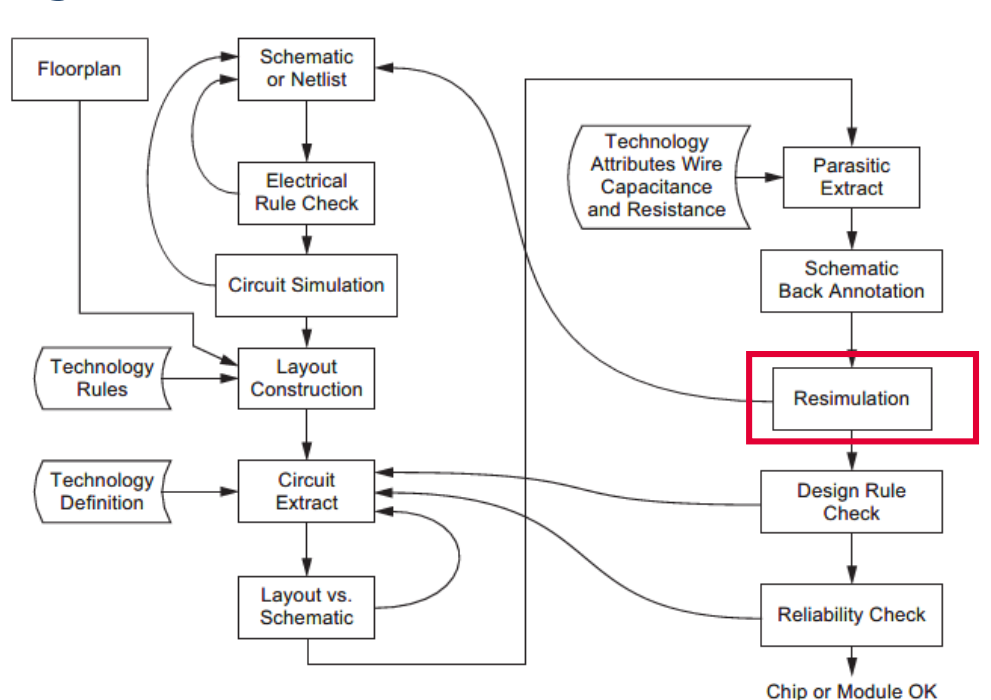 Floorplan
Schematic
or Netlist
Electrical
Rule Check
Circuit Simulation
Technology
Rules
Layout
Construction
Technology
Definition
Circuit
Extract
Layout vs.
Schematic
Technology
Attributes Wire
Capacitance
and Resistance
Parasitic
Extract
Schematic
Back Annotation
Resimulation
Design Rule
Check
Reliability Check
Chip or Module OK